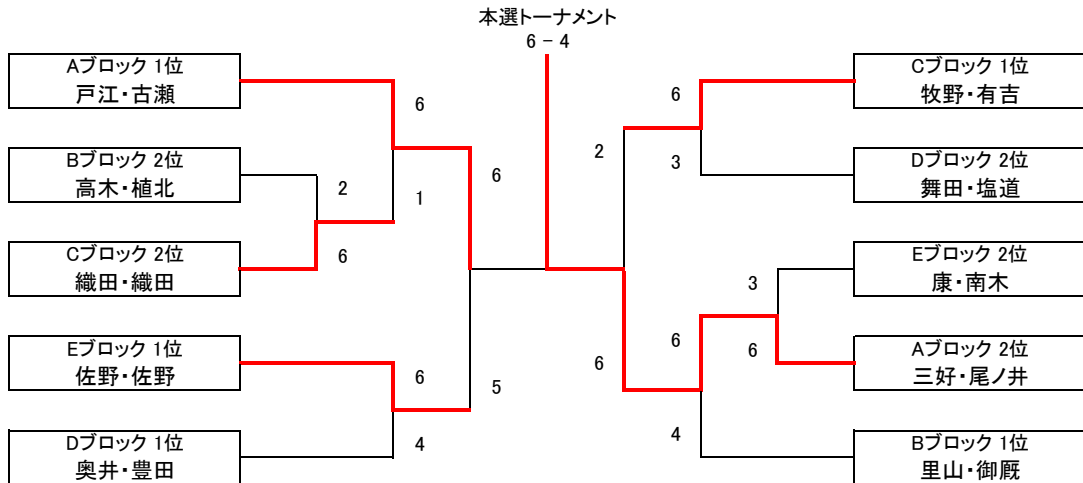 本選トーナメント
6 − 4
Aブロック 1位
戸江・古瀬
Bブロック 2位
高木・植北
Cブロック 2位
織田・織田
Eブロック 1位
佐野・佐野
Dブロック 1位
奥井・豊田
6
2
1
6
6
4
6
5
2
6
6
3
3
6
6
4
Cブロック 1位
牧野・有吉
Dブロック 2位
舞田・塩道
Eブロック 2位
康・南木
Aブロック 2位
三好・尾ノ井
Bブロック 1位
里山・御厩